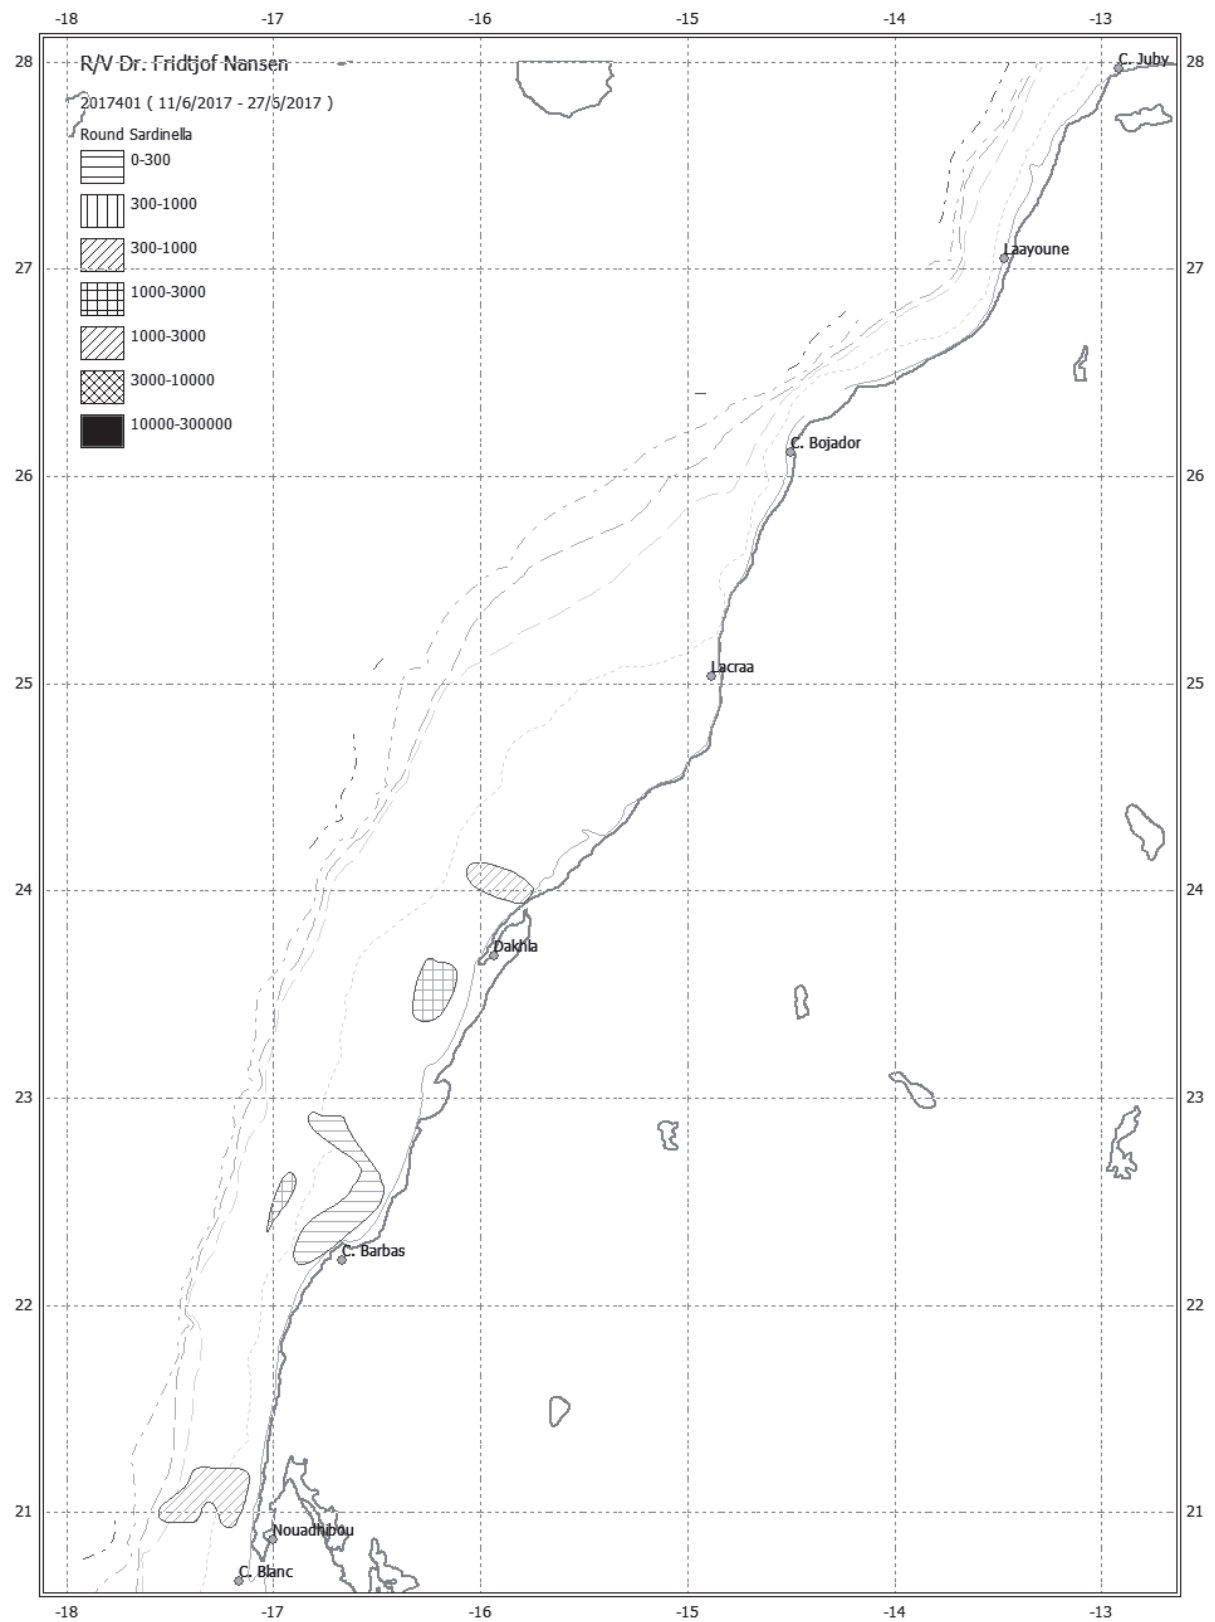 -18 -17 -16 -15 -14 -13
28 R/V Dr. Fridtjof Nansen C. Juby 28
2017401 ( 11/6/2017 - 27/6/2017 )
Round Sardinella
0-300
300-1000
300-1000
Laayoune
27 27
1000-3000
1000-3000
3000-10000
10000-300000
C. Bojador
26 26
Lacraa
25 25
24 24
Dakhla
23 23
C. Barbas
22 22
21 21
Nouadhibou
C. Blanc
-18 -17 -16 -15 -14 -13